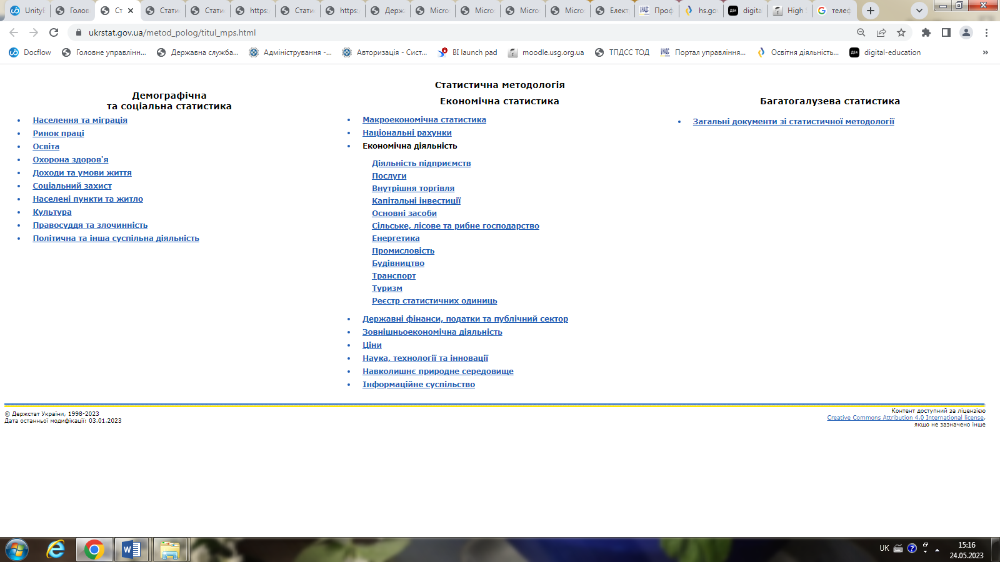 UnityB
Голов
Ст
Стати
Стати
https:
Стати
https:
Держа
Micros
Micros
Micros
Micros
Елект
Проф
hs.gov
digita
High S
телеф
ukrstat.gov.ua/metod_polog/titul_mps.html
Docflow
Головне управлінн...
Державна служба...
Адміністрування -...
Авторизація - Сист...
BI launch pad
moodle.usg.org.ua
ТПДСС ТОД
Портал управління...
Освітня діяльність...
digital-education
»
Статистична методологія
Демографічна
та соціальна статистика
Населення та міграція
Ринок праці
Освіта
Охорона здоров'я
Доходи та умови життя
Соціальний захист
Населені пункти та житло
Культура
Правосуддя та злочинність
Політична та інша суспільна діяльність
Економічна статистика
Макроекономічна статистика
Національні рахунки
Економічна діяльність
Діяльність підприємств
Послуги
Внутрішня торгівля
Капітальні інвестиції
Основні засоби
Сільське, лісове та рибне господарство
Енергетика
Промисловість
Будівництво
Транспорт
Туризм
Реєстр статистичних одиниць
Державні фінанси, податки та публічний сектор
Зовнішньоекономічна діяльність
Ціни
Наука, технології та інновації
Навколишнє природне середовище
Інформаційне суспільство
Багатогалузева статистика
Загальні документи зі статистичної методології
© Держстат України, 1998-2023
Дата останньої модифікації: 03.01.2023
Контент доступний за ліцензією
Creative Commons Attribution 4.0 International license,
якщо не зазначено інше
UK
15:16
24.05.2023